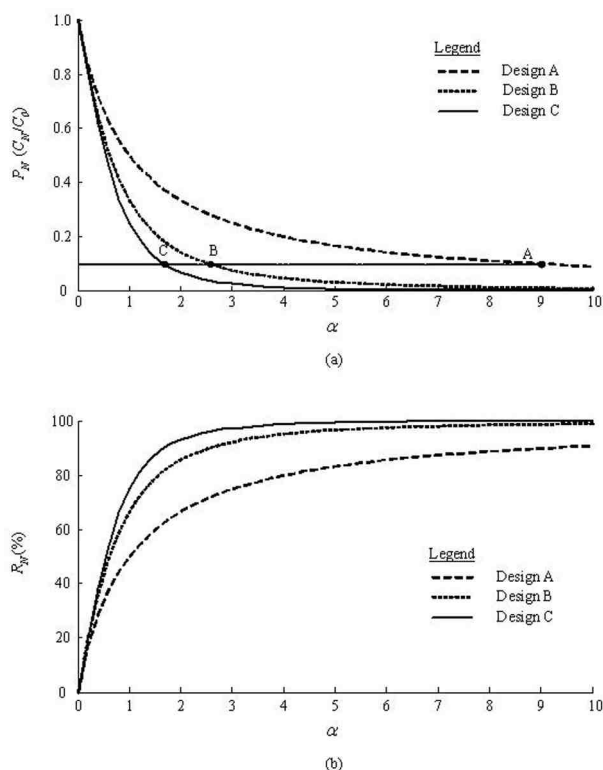 1.0
0.8
0.6
0.4
0.2
0
P_N (C_N/C_0)
Legend
Design A
Design B
Design C
C
B
A
0 1 2 3 4 5 6 7 8 9 10
α
(a)
100
80
60
40
20
0
R_N(%)
Legend
Design A
Design B
Design C
0 1 2 3 4 5 6 7 8 9 10
α
(b)